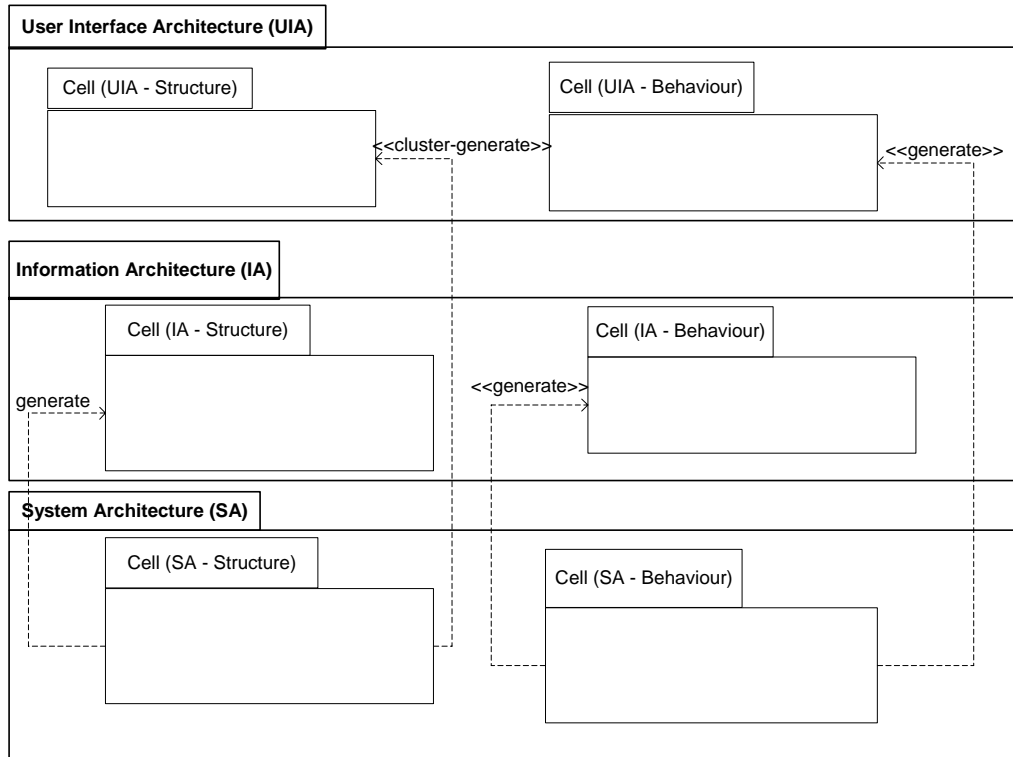 User Interface Architecture (UIA)
Cell (UIA - Structure)
Cell (UIA - Behaviour)
<<cluster-generate>>
<<generate>>
Information Architecture (IA)
Cell (IA - Structure)
Cell (IA - Behaviour)
generate
<<generate>>
System Architecture (SA)
Cell (SA - Structure)
Cell (SA - Behaviour)